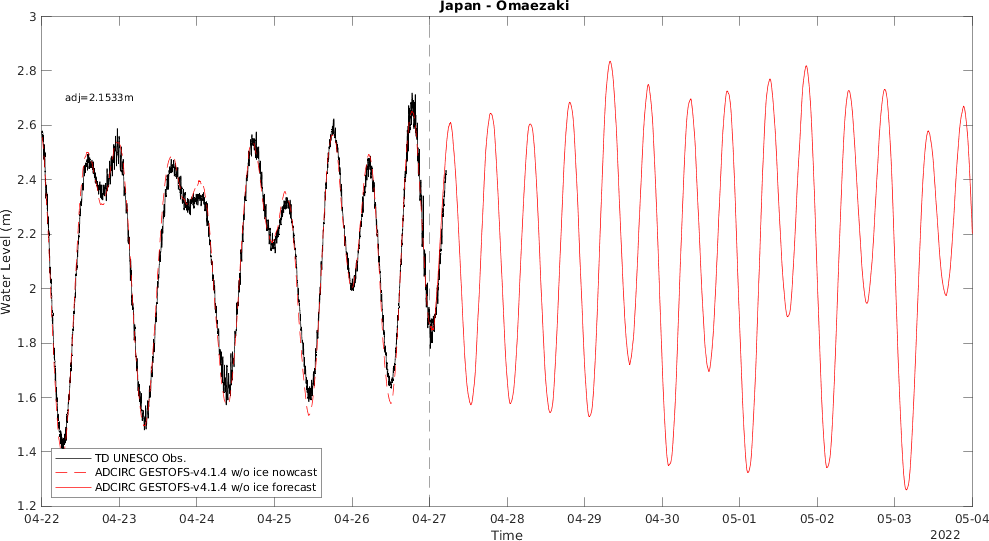 Japan - Omaezaki
3
2.8
2.6
2.4
2.2
2
1.8
1.6
1.4
1.2
Water Level (m)
adj=2.1533m
TD UNESCO Obs.
ADCIRC GESTOFS-v4.1.4 w/o ice nowcast
ADCIRC GESTOFS-v4.1.4 w/o ice forecast
04-22 04-23 04-24 04-25 04-26 04-27 04-28 04-29 04-30 05-01 05-02 05-03 05-04
Time
2022